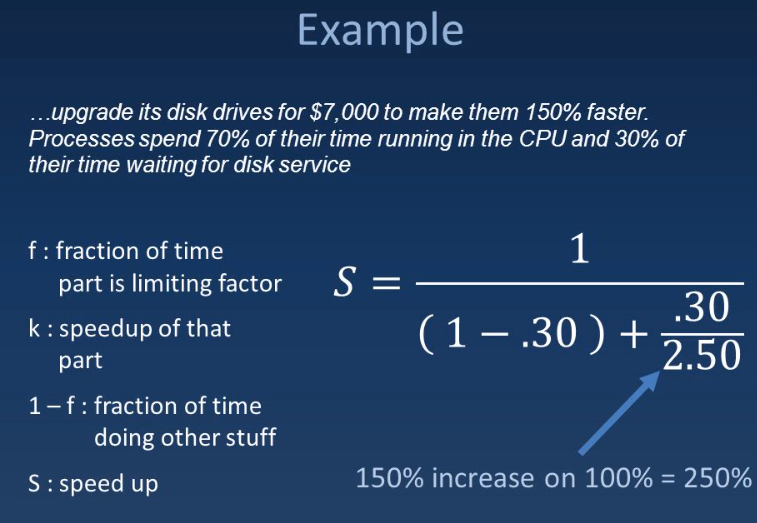 Example
...upgrade its disk drives for $7,000 to make them 150% faster.
Processes spend 70% of their time running in the CPU and 30% of
their time waiting for disk service
f : fraction of time
part is limiting factor
k : speedup of that
part
1 – f : fraction of time
doing other stuff
S : speed up
S = 1
( 1 − .30 ) + .30
2.50
150% increase on 100% = 250%